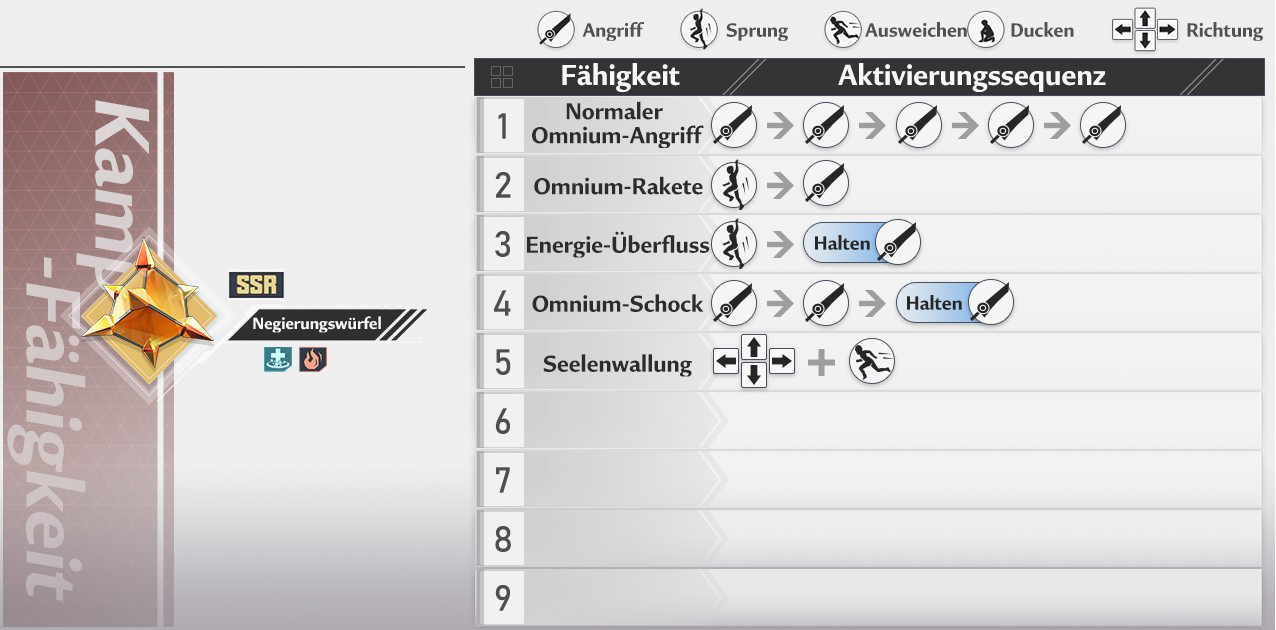 Angriff
Sprung
Ausweichen
Ducken
Richtung
Fähigkeit
Aktivierungssequenz
Kampf
-Fähigkeit
SSR
Negierungswürfel
1
Normaler
Omnium-Angriff
2
Omnium-Rakete
3
Energie-Überfluss
Halten
4
Omnium-Schock
Halten
5
Seelenwallung
6
7
8
9